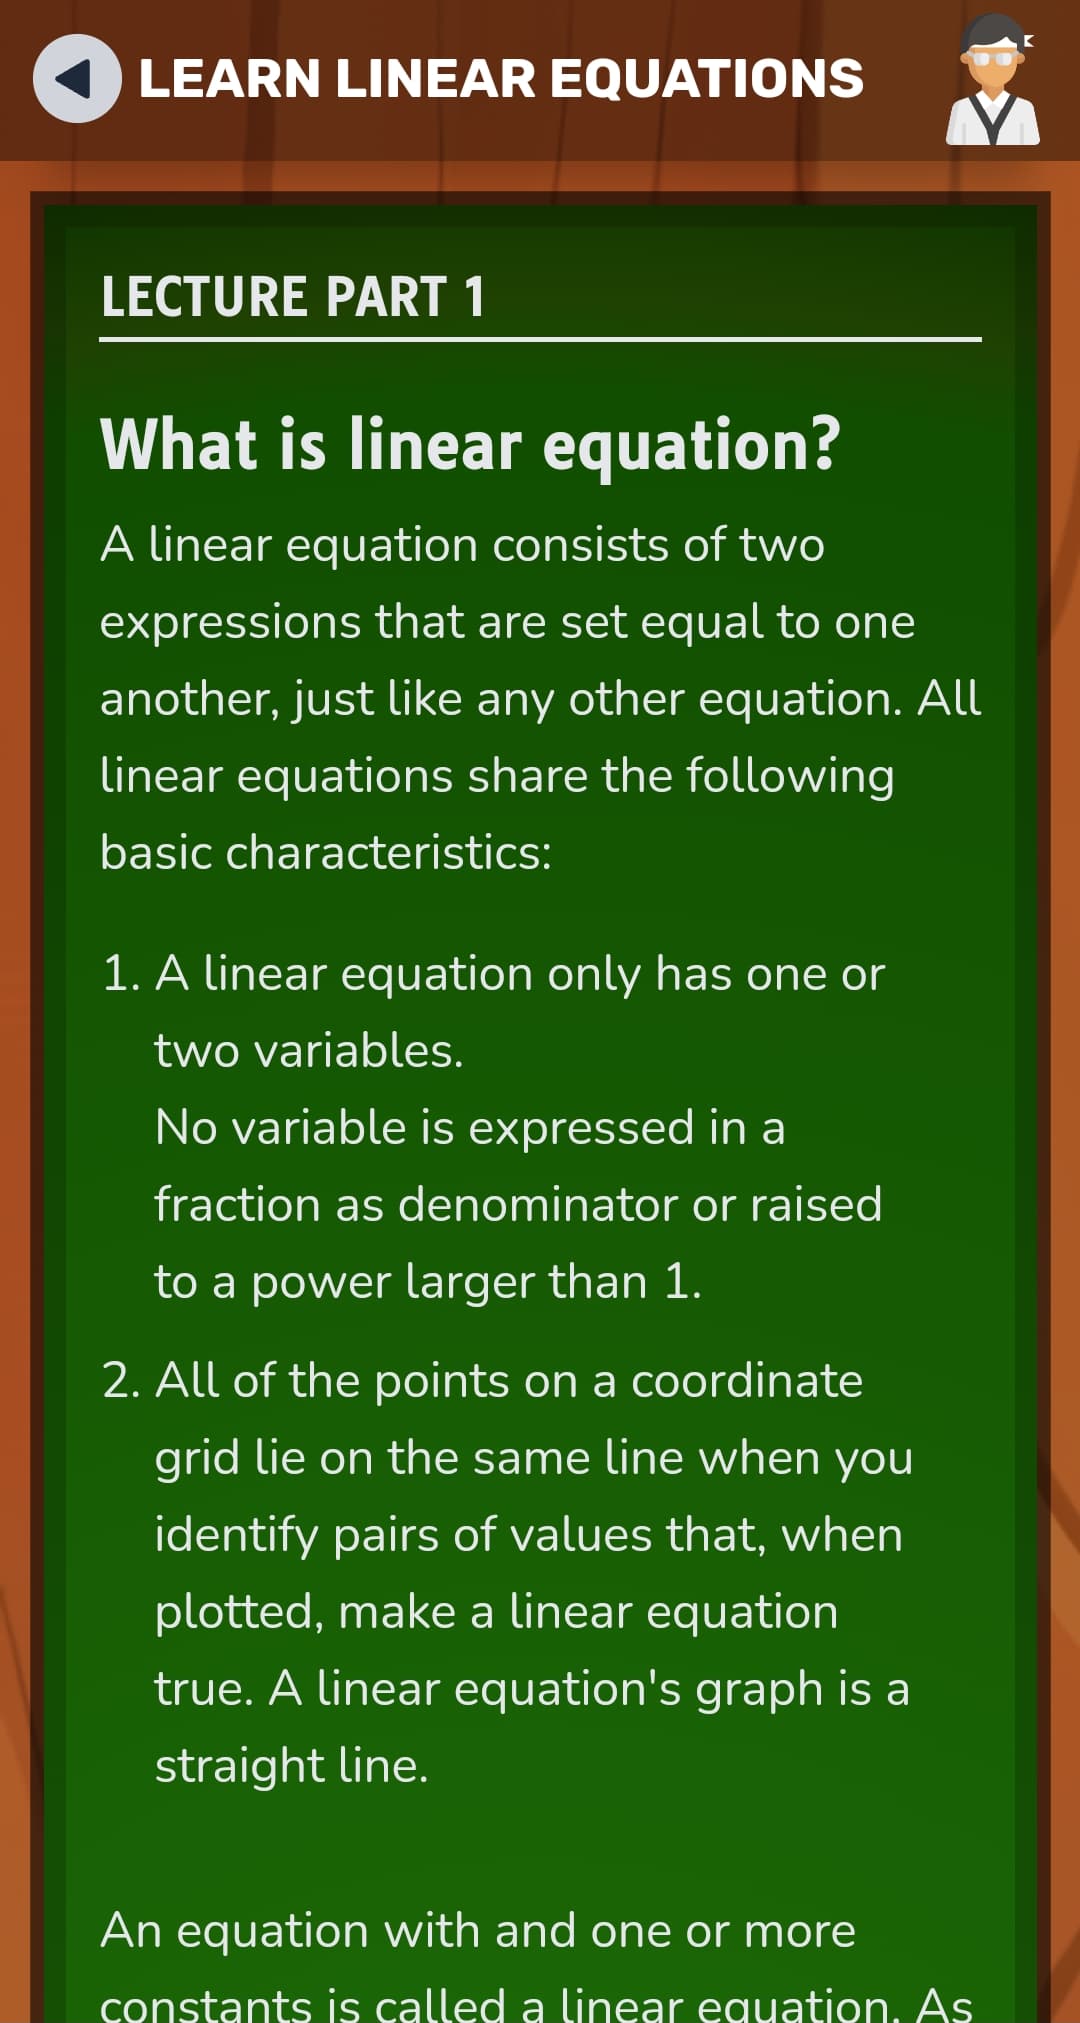 LEARN LINEAR EQUATIONS
LECTURE PART 1
What is linear equation?
A linear equation consists of two
expressions that are set equal to one
another, just like any other equation. All
linear equations share the following
basic characteristics:
1. A linear equation only has one or
two variables.
No variable is expressed in a
fraction as denominator or raised
to a power larger than 1.
2. All of the points on a coordinate
grid lie on the same line when you
identify pairs of values that, when
plotted, make a linear equation
true. A linear equation's graph is a
straight line.
An equation with and one or more
constants is called a linear equation. As